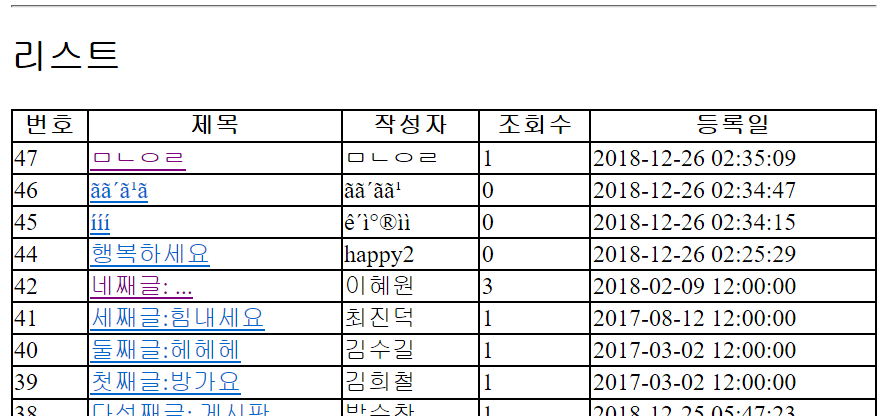 리스트
번호 제목 작성자 조회수 등록일
47 ㅁㄴㅇㄹ ㅁㄴㅇㄹ 1 2018-12-26 02:35:09
46 ãã´ã¹ã ãã´ãã¹ 0 2018-12-26 02:34:47
45 ííí ê´ì°®ìì 0 2018-12-26 02:34:15
44 행복하세요 happy2 0 2018-12-26 02:25:29
42 네째글: ... 이혜원 3 2018-02-09 12:00:00
41 세째글:힘내세요 최진덕 1 2017-08-12 12:00:00
40 둘째글:헤헤헤 김수길 1 2017-03-02 12:00:00
39 첫째글:방가요 김희철 1 2017-03-02 12:00:00
38 다섯째글: 게시판 1 2018-12-25 05:47:23